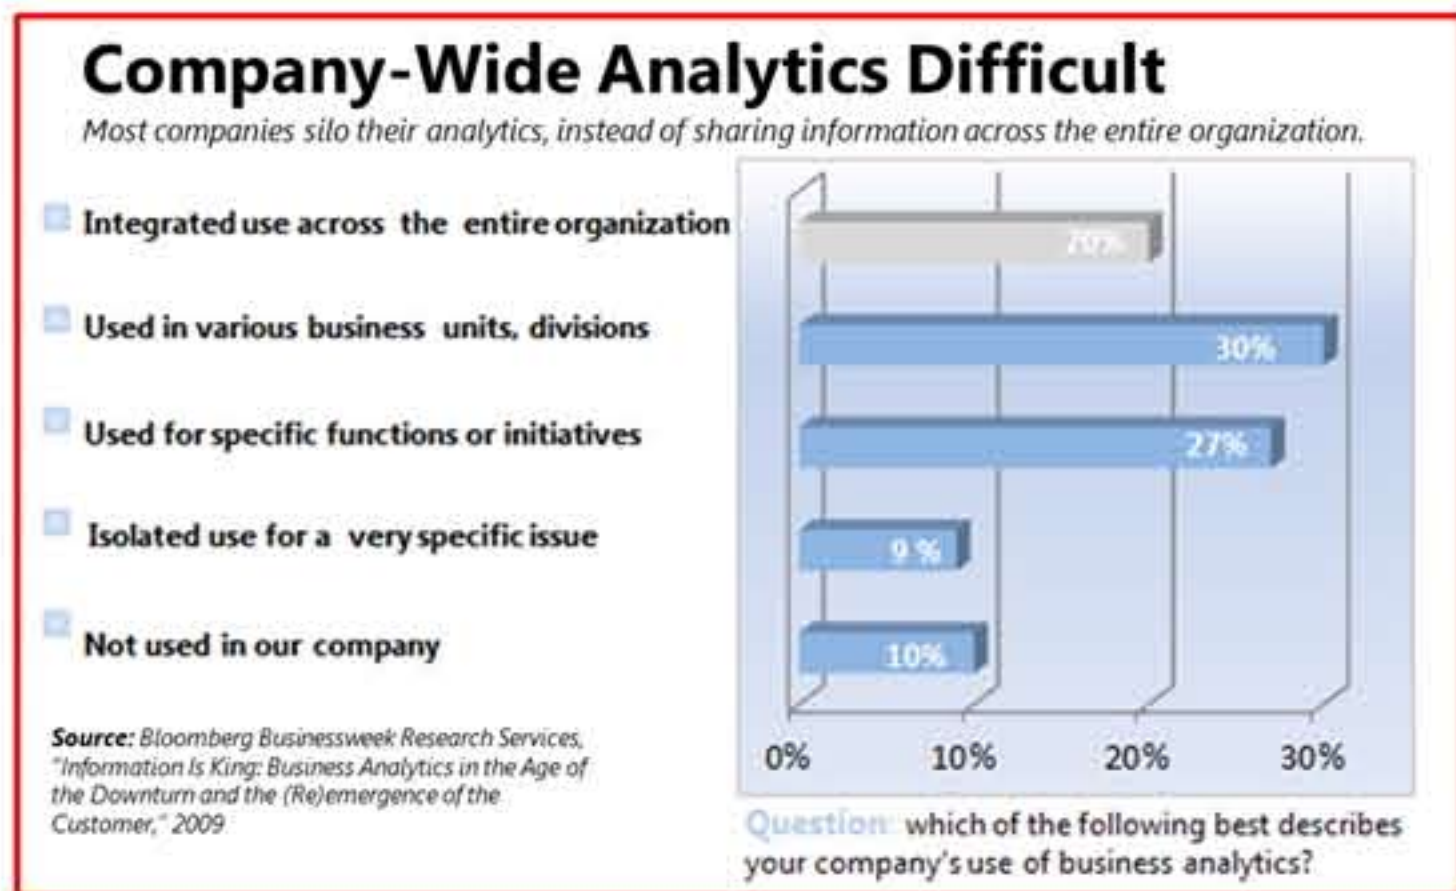 Company-Wide Analytics Difficult
Most companies silo their analytics, instead of sharing information across the entire organization.
Integrated use across the entire organization
20%
Used in various business units, divisions
30%
Used for specific functions or initiatives
27%
Isolated use for a very specific issue
9 %
Not used in our company
10%
0% 10% 20% 30%
Source: Bloomberg Businessweek Research Services,
"Information Is King: Business Analytics in the Age of
the Downturn and the (Re)emergence of the
Customer," 2009
Question: which of the following best describes
your company's use of business analytics?